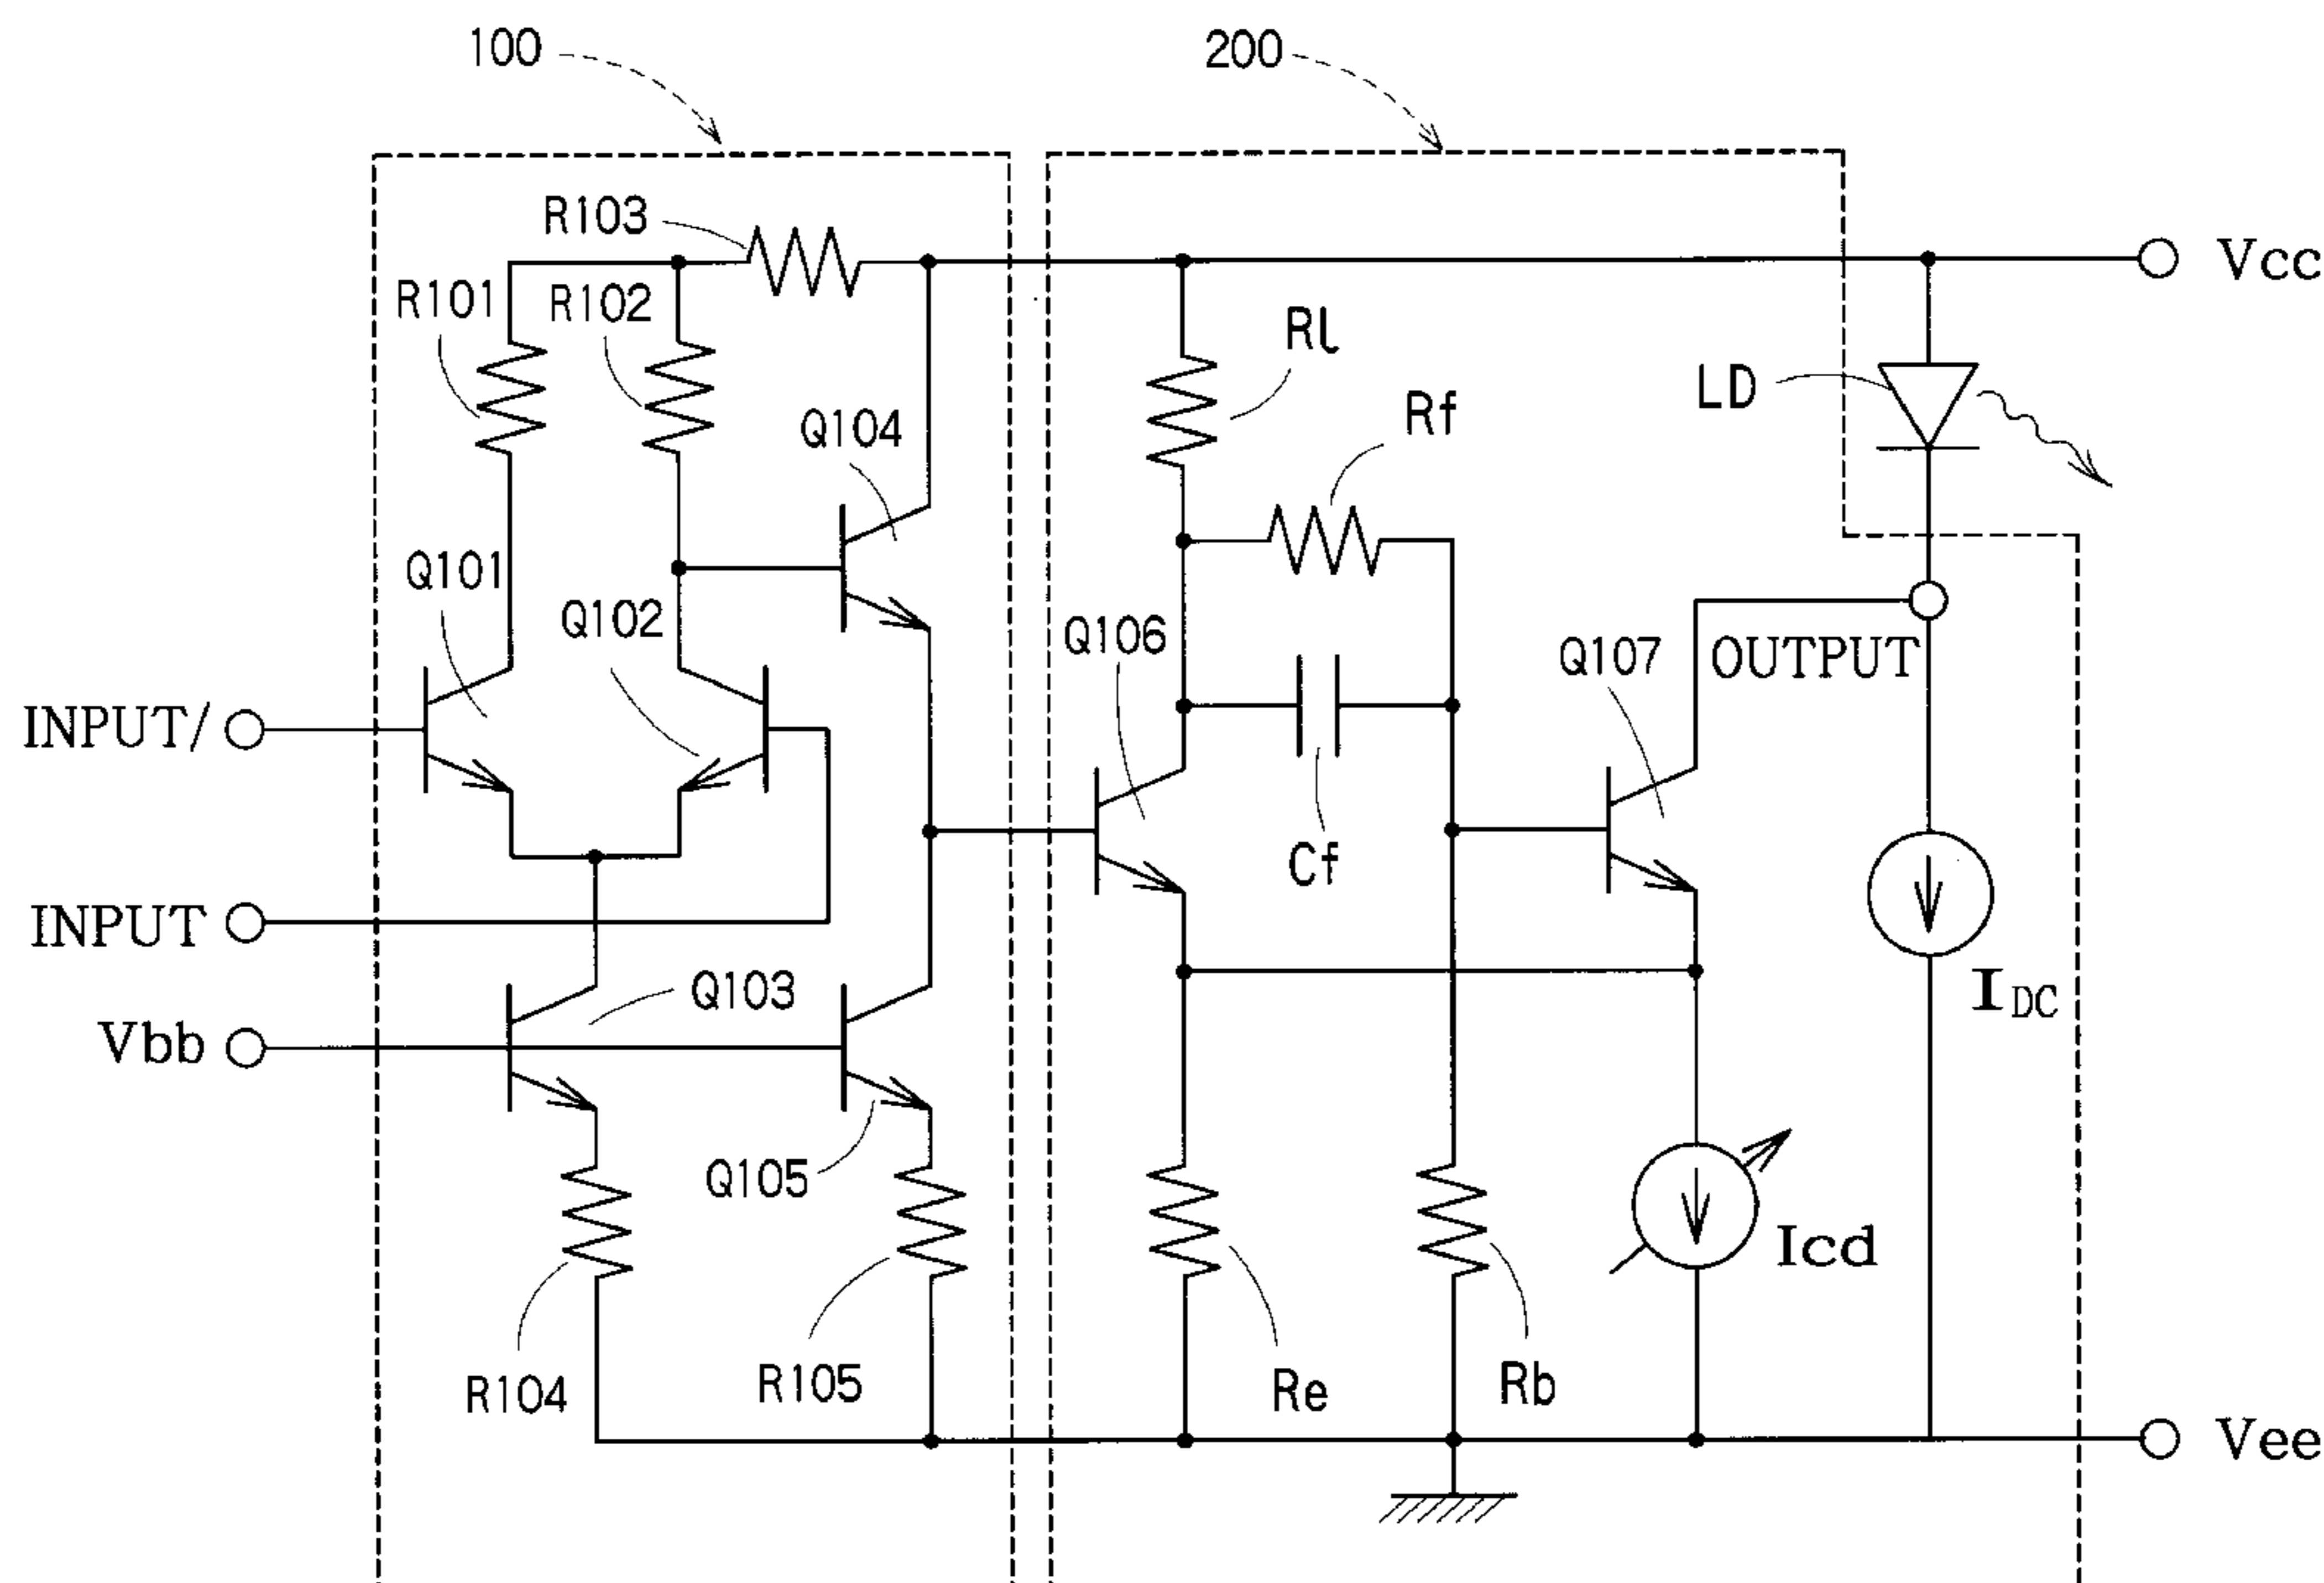 100
200
R103
Vcc
R101
R102
Rl
LD
Rf
Q104
Q101
Q102
Q106
Q107
OUTPUT
INPUT/
Cf
INPUT
Q103
IDC
Vbb
Q105
Icd
R104
R105
Re
Rb
Vee